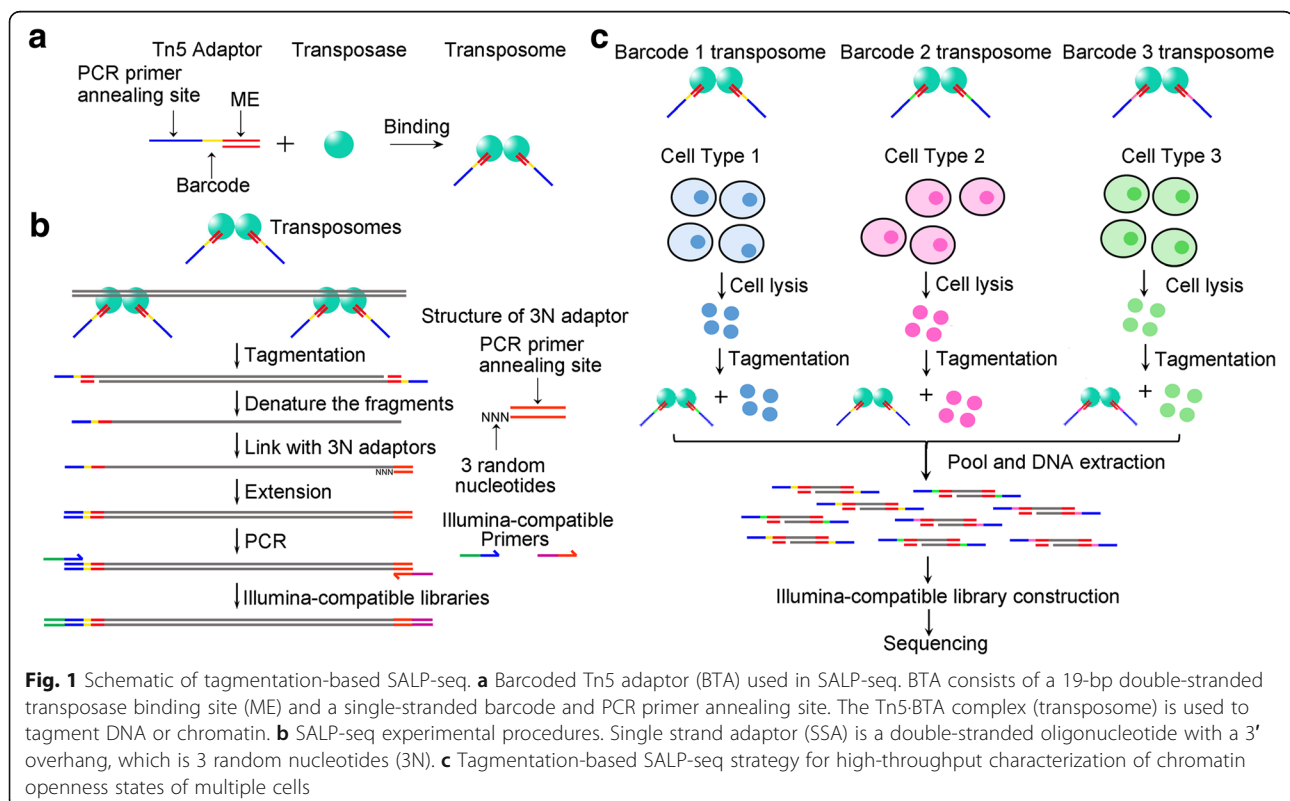 a
Tn5 Adaptor
Transposase
Transposome
PCR primer
annealing site
ME
+
Binding
Barcode
b
Transposomes
Tagmentation
Denature the fragments
Link with 3N adaptors
NNN
Extension
PCR
Illumina-compatible libraries
Structure of 3N adaptor
PCR primer
annealing site
NNN
3 random
nucleotides
Illumina-compatible
Primers
c
Barcode 1 transposome
Barcode 2 transposome
Barcode 3 transposome
Cell Type 1
Cell Type 2
Cell Type 3
Cell lysis
Cell lysis
Cell lysis
Tagmentation
Tagmentation
Tagmentation
+
+
+
Pool and DNA extraction
Illumina-compatible library construction
Sequencing
Fig. 1 Schematic of tagmentation-based SALP-seq. a Barcoded Tn5 adaptor (BTA) used in SALP-seq. BTA consists of a 19-bp double-stranded
transposase binding site (ME) and a single-stranded barcode and PCR primer annealing site. The Tn5·BTA complex (transposome) is used to
tagment DNA or chromatin. b SALP-seq experimental procedures. Single strand adaptor (SSA) is a double-stranded oligonucleotide with a 3′
overhang, which is 3 random nucleotides (3N). c Tagmentation-based SALP-seq strategy for high-throughput characterization of chromatin
openness states of multiple cells